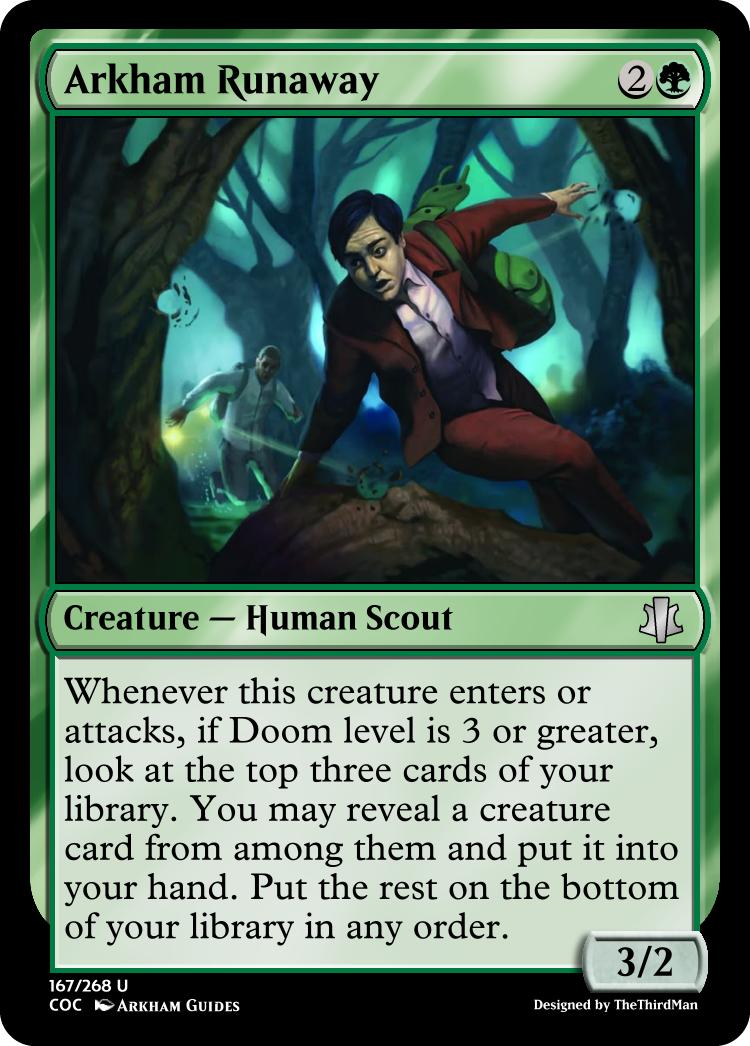 Arkham Runaway 2
Creature — Human Scout
Whenever this creature enters or
attacks, if Doom level is 3 or greater,
look at the top three cards of your
library. You may reveal a creature
card from among them and put it into
your hand. Put the rest on the bottom
of your library in any order.
3/2
167/268 U
COC Arkham Guides
Designed by TheThirdMan